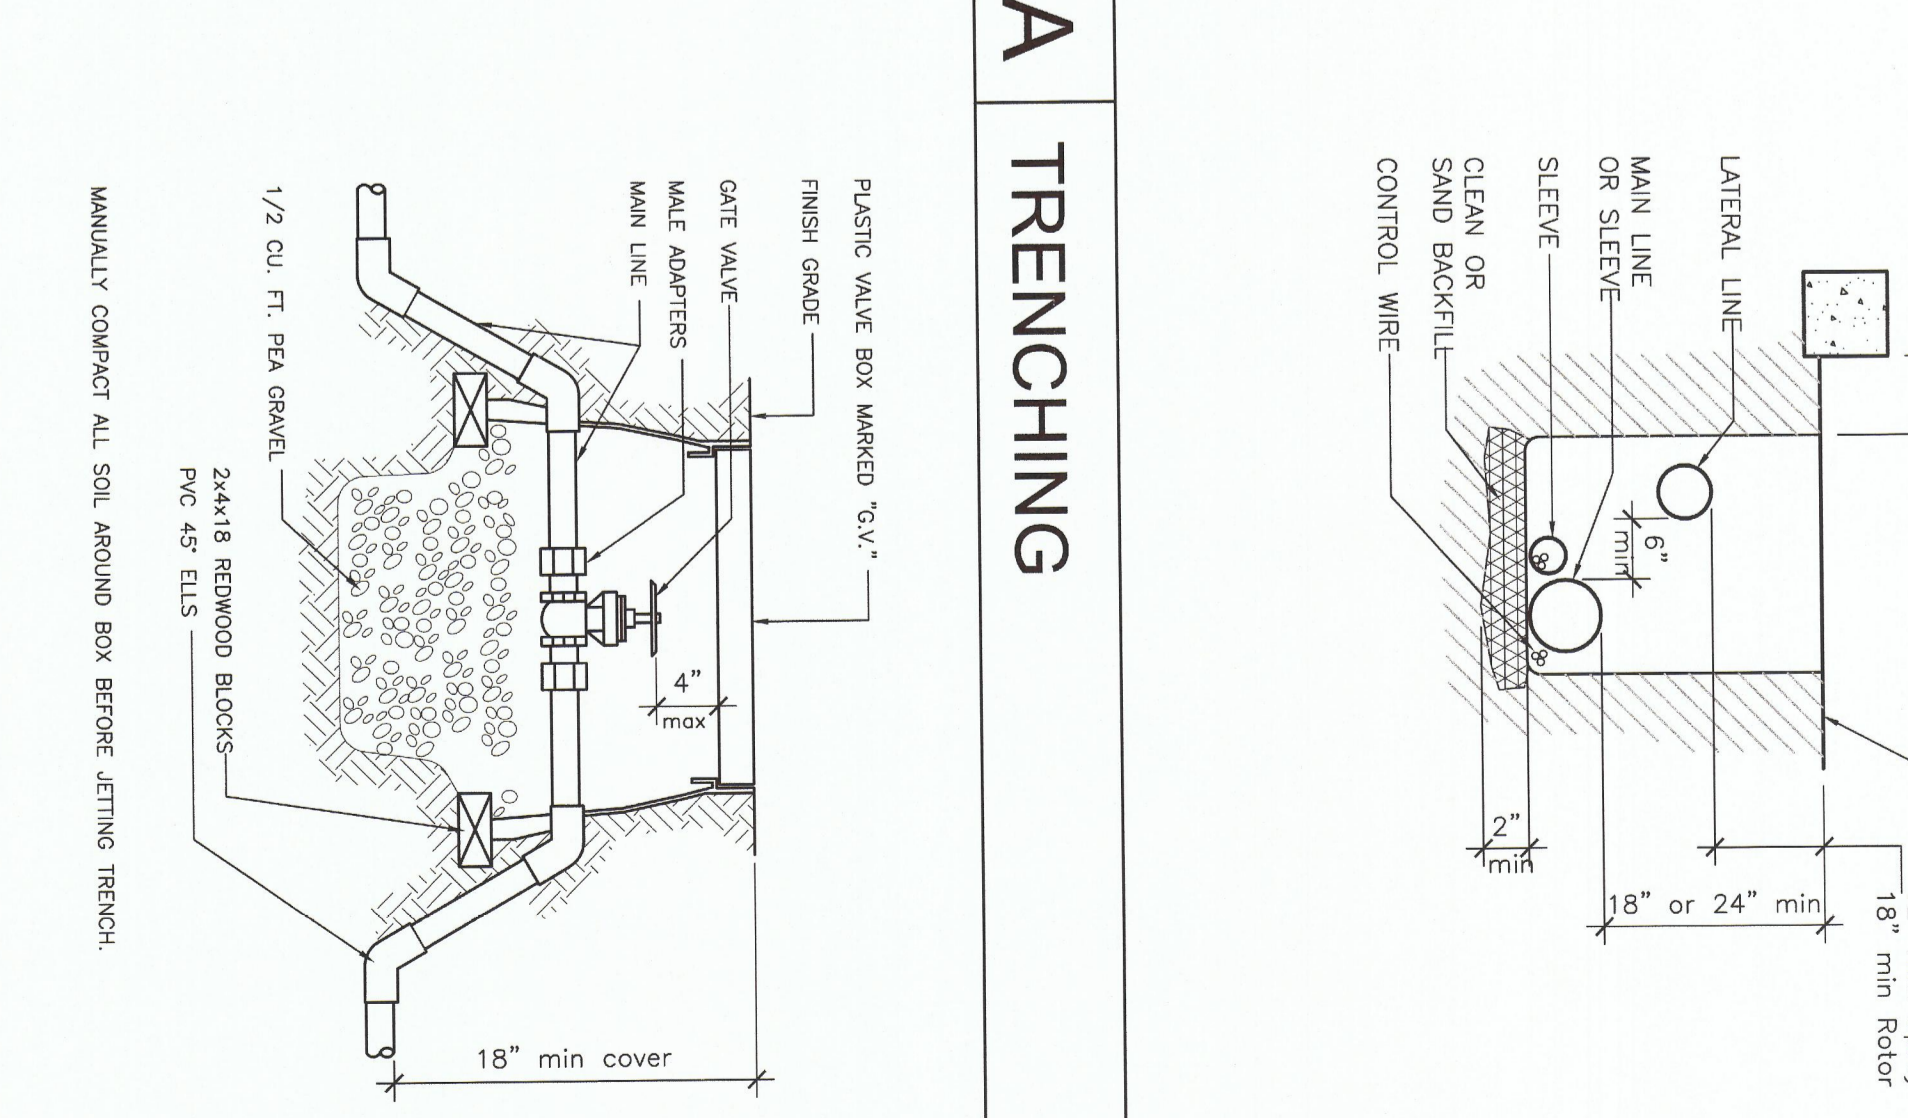 LATERAL LINE
MAIN LINE
OR SLEEVE
SLEEVE
CLEAN OR
SAND BACKFILL
CONTROL WIRE
6"
min
2"
min
18" or 24" min
18" min Rotor
A
TRENCHING
PLASTIC VALVE BOX MARKED "G.V."
FINISH GRADE
GATE VALVE
MALE ADAPTERS
MAIN LINE
4"
max
1/2 CU. FT. PEA GRAVEL
2x4x18 REDWOOD BLOCKS
PVC 45° ELLS
18" min cover
MANUALLY COMPACT ALL SOIL AROUND BOX BEFORE JETTING TRENCH.